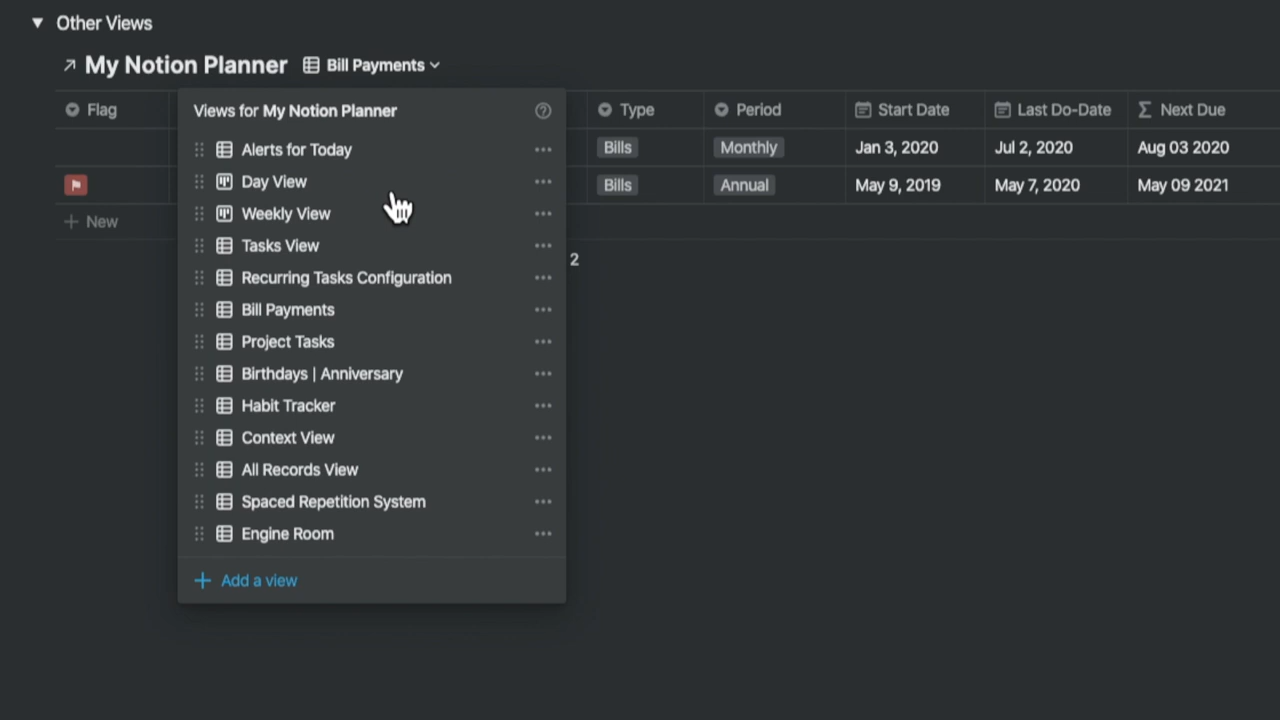 Other Views
My Notion Planner Bill Payments
Flag Type Period Start Date Last Do-Date Next Due
Views for My Notion Planner
Alerts for Today
Bills Monthly Jan 3, 2020 Jul 2, 2020 Aug 03 2020
Day View
Bills Annual May 9, 2019 May 7, 2020 May 09 2021
Weekly View
New
Tasks View
2
Recurring Tasks Configuration
Bill Payments
Project Tasks
Birthdays | Anniversary
Habit Tracker
Context View
All Records View
Spaced Repetition System
Engine Room
Add a view